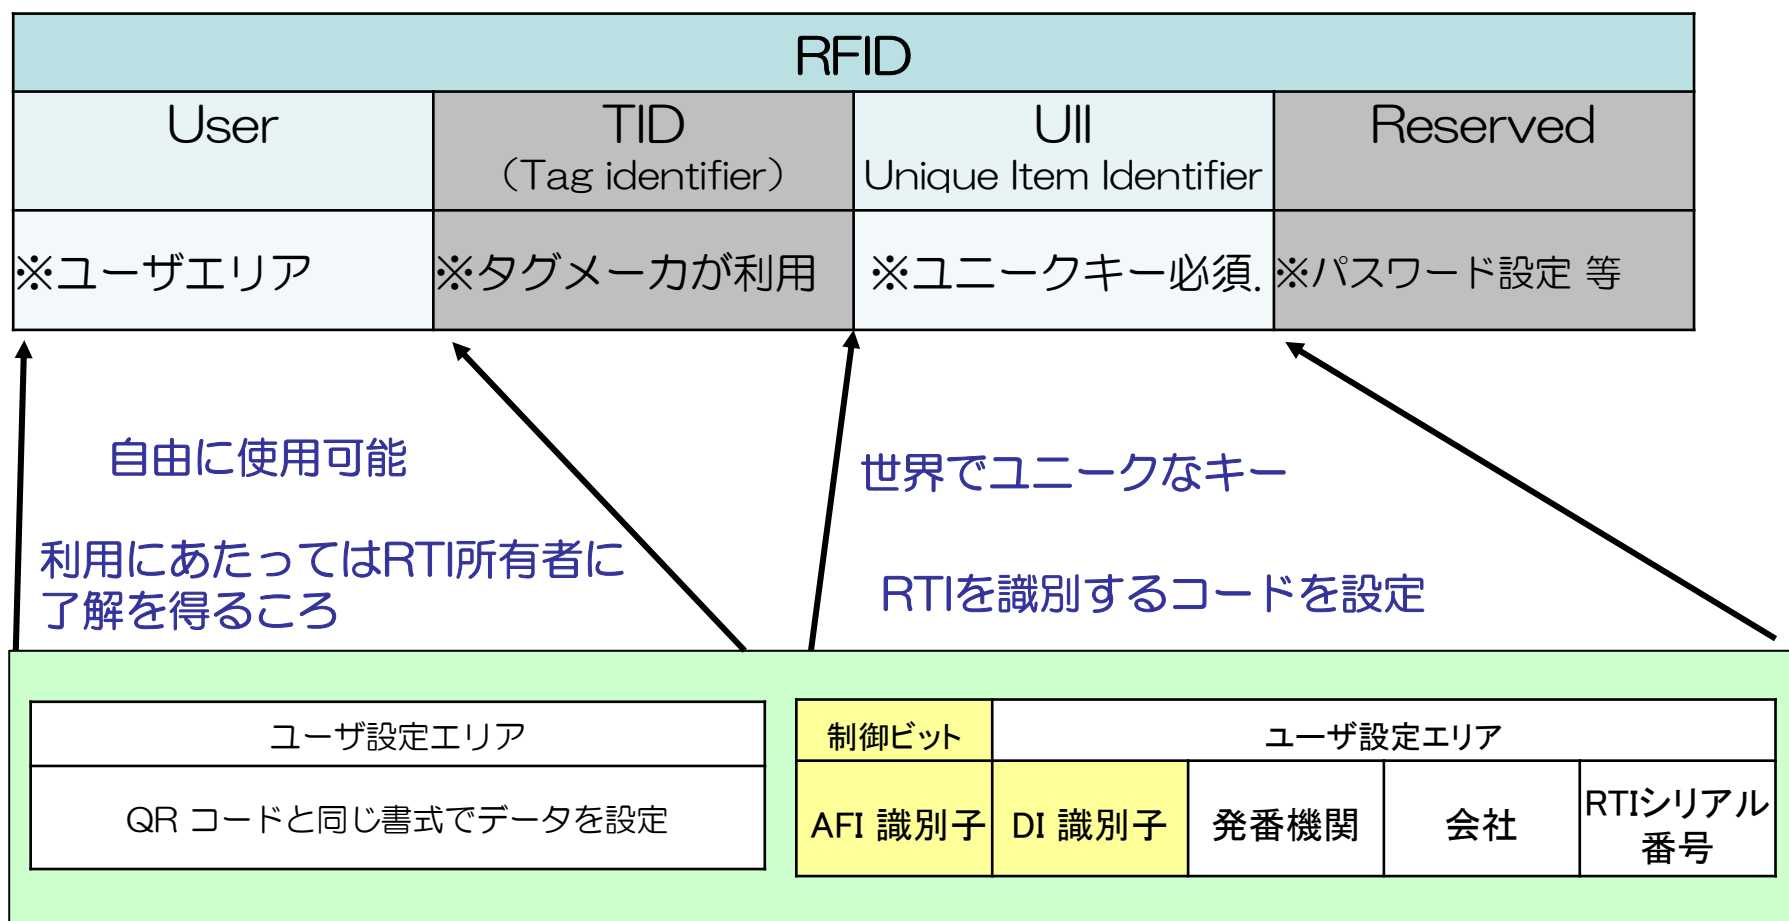 RFID
User
TID
（Tag identifier）
UII
Unique Item Identifier
Reserved
※ユーザエリア
※タグメーカが利用
※ユニークキー必須.
※パスワード設定 等
自由に使用可能
世界でユニークなキー
利用にあたってはRTI所有者に
了解を得るころ
RTIを識別するコードを設定
ユーザ設定エリア
QR コードと同じ書式でデータを設定
制御ビット
ユーザ設定エリア
AFI 識別子
DI 識別子
発番機関
会社
RTIシリアル
番号